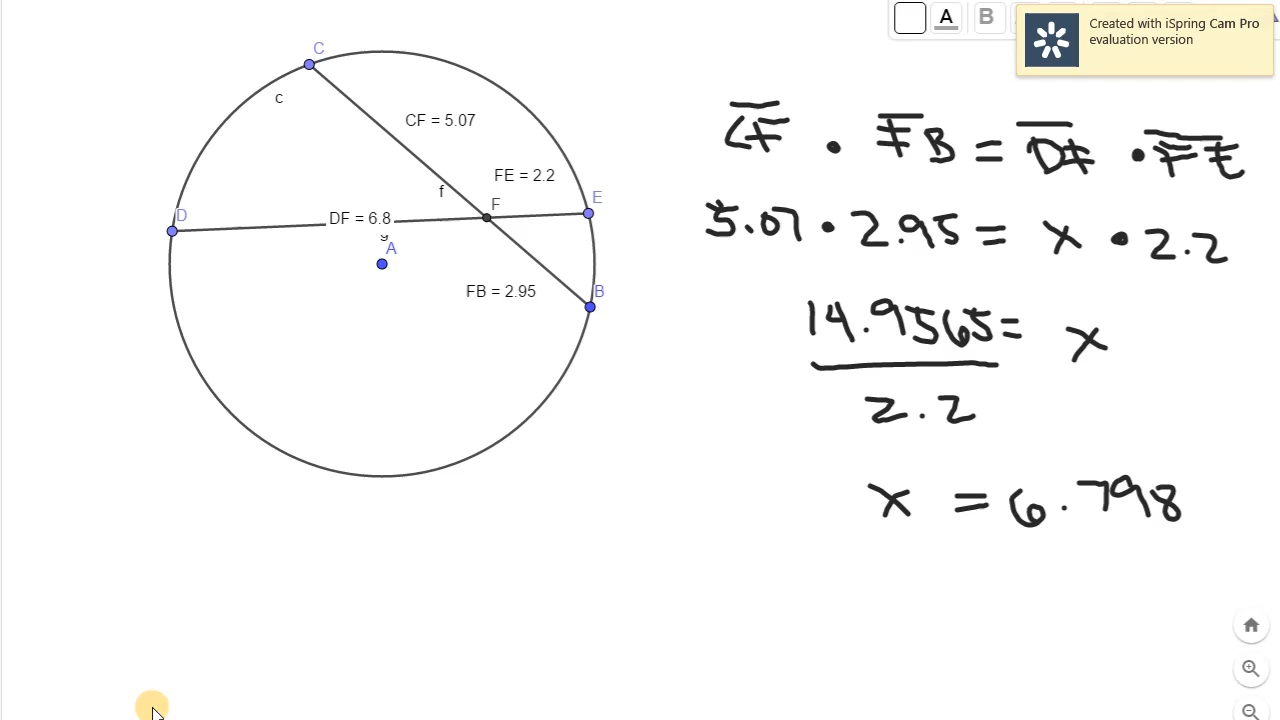 Created with iSpring Cam Pro
evaluation version
A B
C
c
CF = 5.07
FE = 2.2
f
F
E
D
DF = 6.8
g
A
FB = 2.95
B
CF • FB = DF • FE
5.07 • 2.95 = x • 2.2
14.9565 = x
2.2
x = 6.798